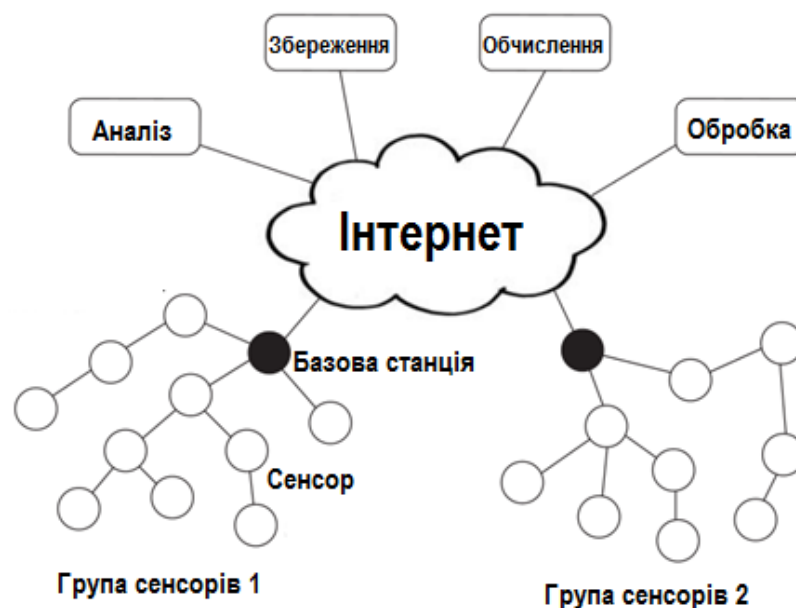 Збереження
Обчислення
Аналіз
Обробка
Інтернет
Базова станція
Сенсор
Група сенсорів 1
Група сенсорів 2